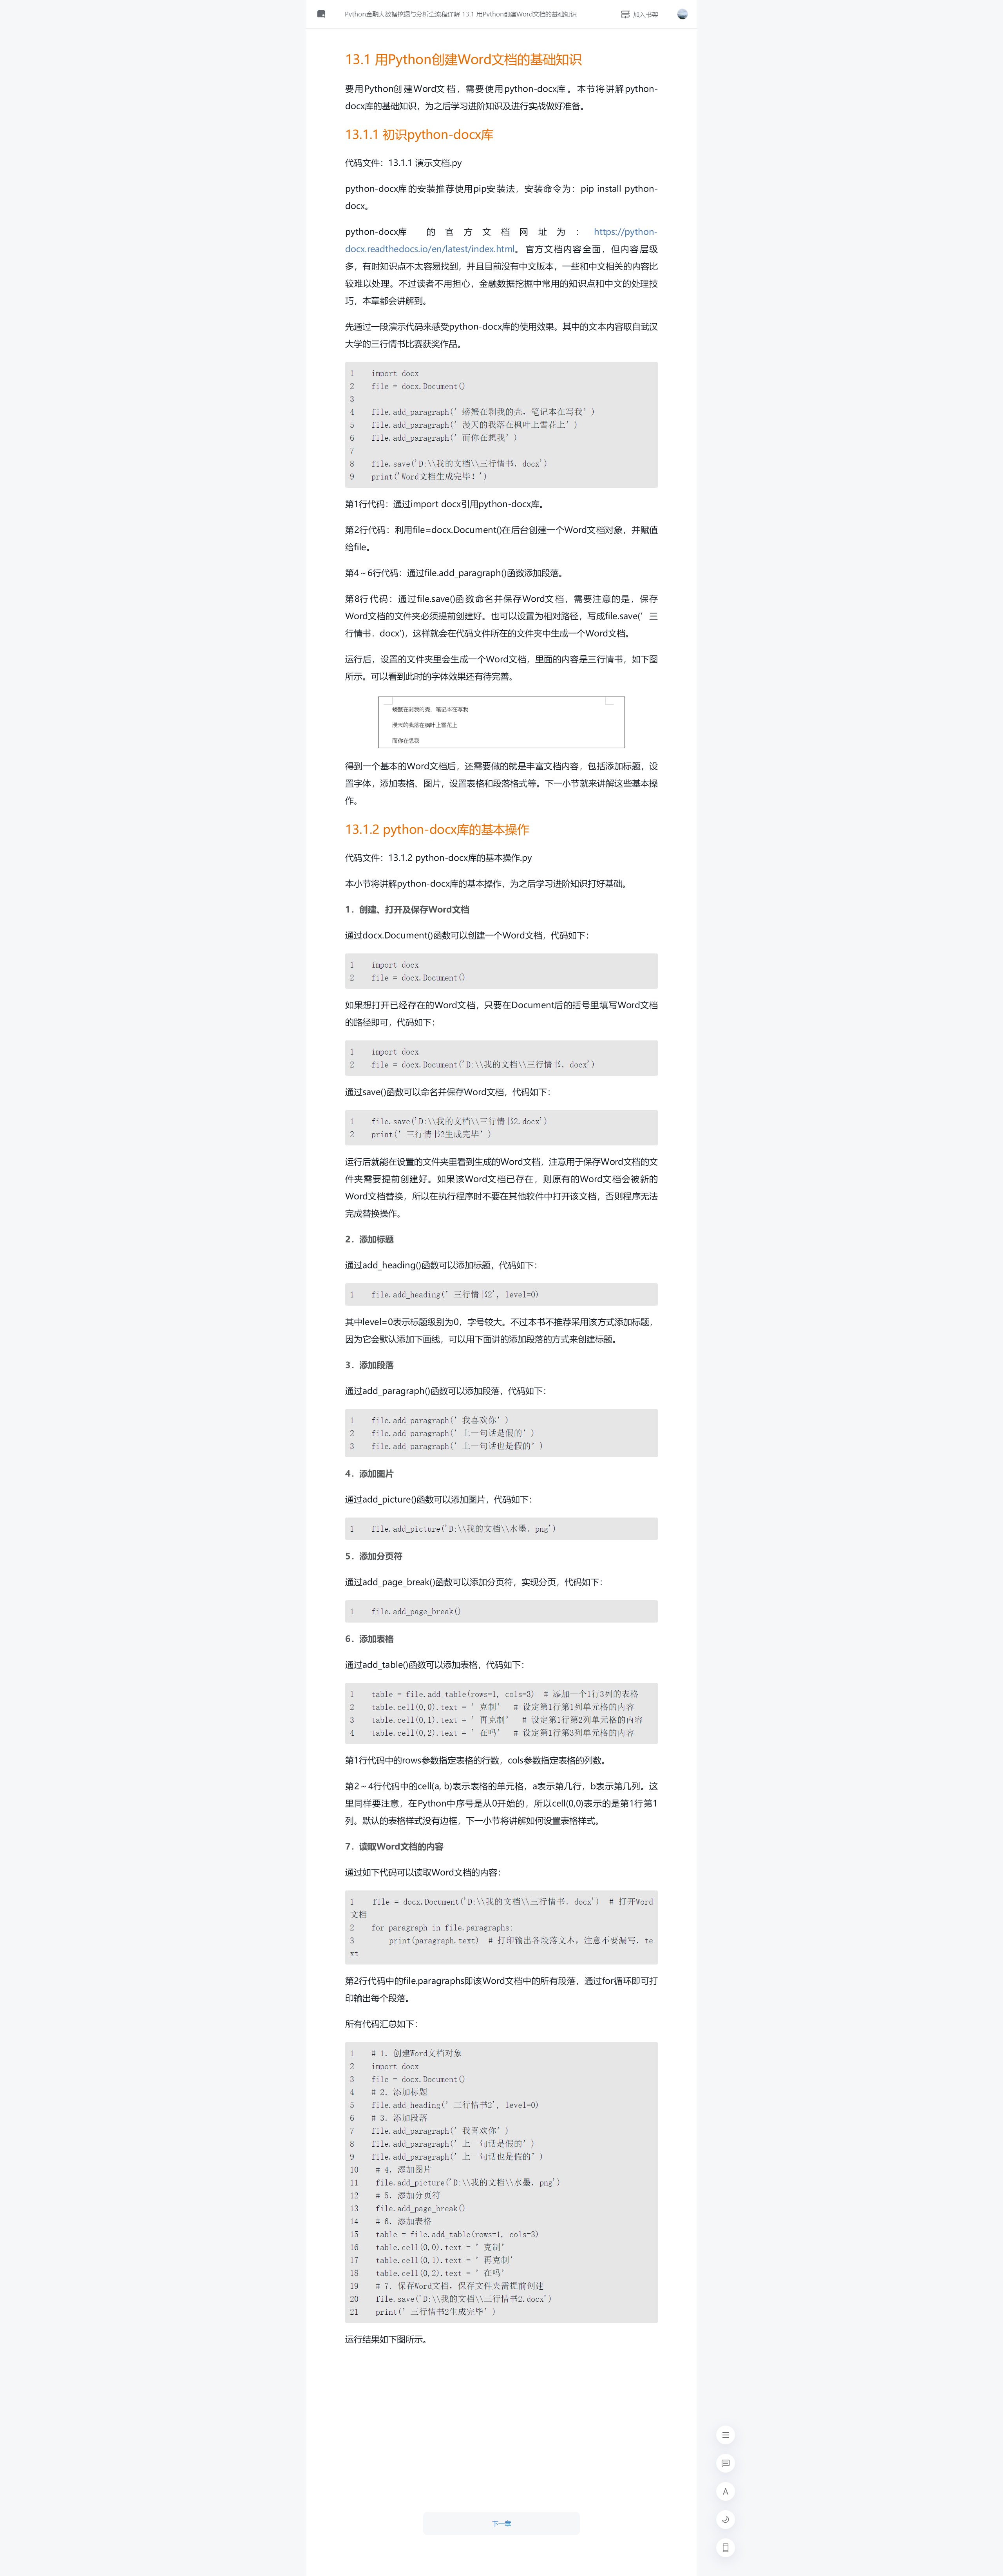 Python金融大数据挖掘与分析全流程详解 13.1 用Python创建Word文档的基础知识
加入书架
13.1 用Python创建Word文档的基础知识
要用Python创建Word文档，需要使用python-docx库。本节将讲解python-
docx库的基础知识，为之后学习进阶知识及进行实战做好准备。
13.1.1 初识python-docx库
代码文件：13.1.1 演示文档.py
python-docx库的安装推荐使用pip安装法，安装命令为：pip install python-
docx。
python-docx库 的官方文档网址为：https://python-
docx.readthedocs.io/en/latest/index.html。官方文档内容全面，但内容层级
多，有时知识点不太容易找到，并且目前没有中文版本，一些和中文相关的内容比
较难以处理。不过读者不用担心，金融数据挖掘中常用的知识点和中文的处理技
巧，本章都会讲解到。
先通过一段演示代码来感受python-docx库的使用效果。其中的文本内容取自武汉
大学的三行情书比赛获奖作品。
1    import docx
2    file = docx.Document()
3
4    file.add_paragraph(’螃蟹在剥我的壳，笔记本在写我’)
5    file.add_paragraph(’漫天的我落在枫叶上雪花上’)
6    file.add_paragraph(’而你在想我’)
7
8    file.save('D:\\我的文档\\三行情书．docx')
9    print('Word文档生成完毕！')
第1行代码：通过import docx引用python-docx库。
第2行代码：利用file=docx.Document()在后台创建一个Word文档对象，并赋值
给file。
第4～6行代码：通过file.add_paragraph()函数添加段落。
第8行代码：通过file.save()函数命名并保存Word文档，需要注意的是，保存
Word文档的文件夹必须提前创建好。也可以设置为相对路径，写成file.save(’三
行情书．docx')，这样就会在代码文件所在的文件夹中生成一个Word文档。
运行后，设置的文件夹里会生成一个Word文档，里面的内容是三行情书，如下图
所示。可以看到此时的字体效果还有待完善。
螃蟹在剥我的壳，笔记本在写我
漫天的我落在枫叶上雪花上
而你在想我
得到一个基本的Word文档后，还需要做的就是丰富文档内容，包括添加标题，设
置字体，添加表格、图片，设置表格和段落格式等。下一小节就来讲解这些基本操
作。
13.1.2 python-docx库的基本操作
代码文件：13.1.2 python-docx库的基本操作.py
本小节将讲解python-docx库的基本操作，为之后学习进阶知识打好基础。
1．创建、打开及保存Word文档
通过docx.Document()函数可以创建一个Word文档，代码如下：
1    import docx
2    file = docx.Document()
如果想打开已经存在的Word文档，只要在Document后的括号里填写Word文档
的路径即可，代码如下：
1    import docx
2    file = docx.Document('D:\\我的文档\\三行情书．docx')
通过save()函数可以命名并保存Word文档，代码如下：
1    file.save('D:\\我的文档\\三行情书2.docx')
2    print(’三行情书2生成完毕’)
运行后就能在设置的文件夹里看到生成的Word文档，注意用于保存Word文档的文
件夹需要提前创建好。如果该Word文档已存在，则原有的Word文档会被新的
Word文档替换，所以在执行程序时不要在其他软件中打开该文档，否则程序无法
完成替换操作。
2．添加标题
通过add_heading()函数可以添加标题，代码如下：
1    file.add_heading(’三行情书2', level=0)
其中level=0表示标题级别为0，字号较大。不过本书不推荐采用该方式添加标题，
因为它会默认添加下画线，可以用下面讲的添加段落的方式来创建标题。
3．添加段落
通过add_paragraph()函数可以添加段落，代码如下：
1    file.add_paragraph(’我喜欢你’)
2    file.add_paragraph(’上一句话是假的’)
3    file.add_paragraph(’上一句话也是假的’)
4．添加图片
通过add_picture()函数可以添加图片，代码如下：
1    file.add_picture('D:\\我的文档\\水墨．png')
5．添加分页符
通过add_page_break()函数可以添加分页符，实现分页，代码如下：
1    file.add_page_break()
6．添加表格
通过add_table()函数可以添加表格，代码如下：
1    table = file.add_table(rows=1, cols=3)  # 添加一个1行3列的表格
2    table.cell(0,0).text = ’克制’  # 设定第1行第1列单元格的内容
3    table.cell(0,1).text = ’再克制’  # 设定第1行第2列单元格的内容
4    table.cell(0,2).text = ’在吗’  # 设定第1行第3列单元格的内容
第1行代码中的rows参数指定表格的行数，cols参数指定表格的列数。
第2～4行代码中的cell(a, b)表示表格的单元格，a表示第几行，b表示第几列。这
里同样要注意，在Python中序号是从0开始的，所以cell(0,0)表示的是第1行第1
列。默认的表格样式没有边框，下一小节将讲解如何设置表格样式。
7．读取Word文档的内容
通过如下代码可以读取Word文档的内容：
1    file = docx.Document('D:\\我的文档\\三行情书．docx')  # 打开Word
文档
2    for paragraph in file.paragraphs:
3        print(paragraph.text)  # 打印输出各段落文本，注意不要漏写．te
xt
第2行代码中的file.paragraphs即该Word文档中的所有段落，通过for循环即可打
印输出每个段落。
所有代码汇总如下：
1    # 1．创建Word文档对象
2    import docx
3    file = docx.Document()
4    # 2．添加标题
5    file.add_heading(’三行情书2', level=0)
6    # 3．添加段落
7    file.add_paragraph(’我喜欢你’)
8    file.add_paragraph(’上一句话是假的’)
9    file.add_paragraph(’上一句话也是假的’)
10    # 4．添加图片
11    file.add_picture('D:\\我的文档\\水墨．png')
12    # 5．添加分页符
13    file.add_page_break()
14    # 6．添加表格
15    table = file.add_table(rows=1, cols=3)
16    table.cell(0,0).text = ’克制’
17    table.cell(0,1).text = ’再克制’
18    table.cell(0,2).text = ’在吗’
19    # 7．保存Word文档，保存文件夹需提前创建
20    file.save('D:\\我的文档\\三行情书2.docx')
21    print(’三行情书2生成完毕’)
运行结果如下图所示。
A
下一章